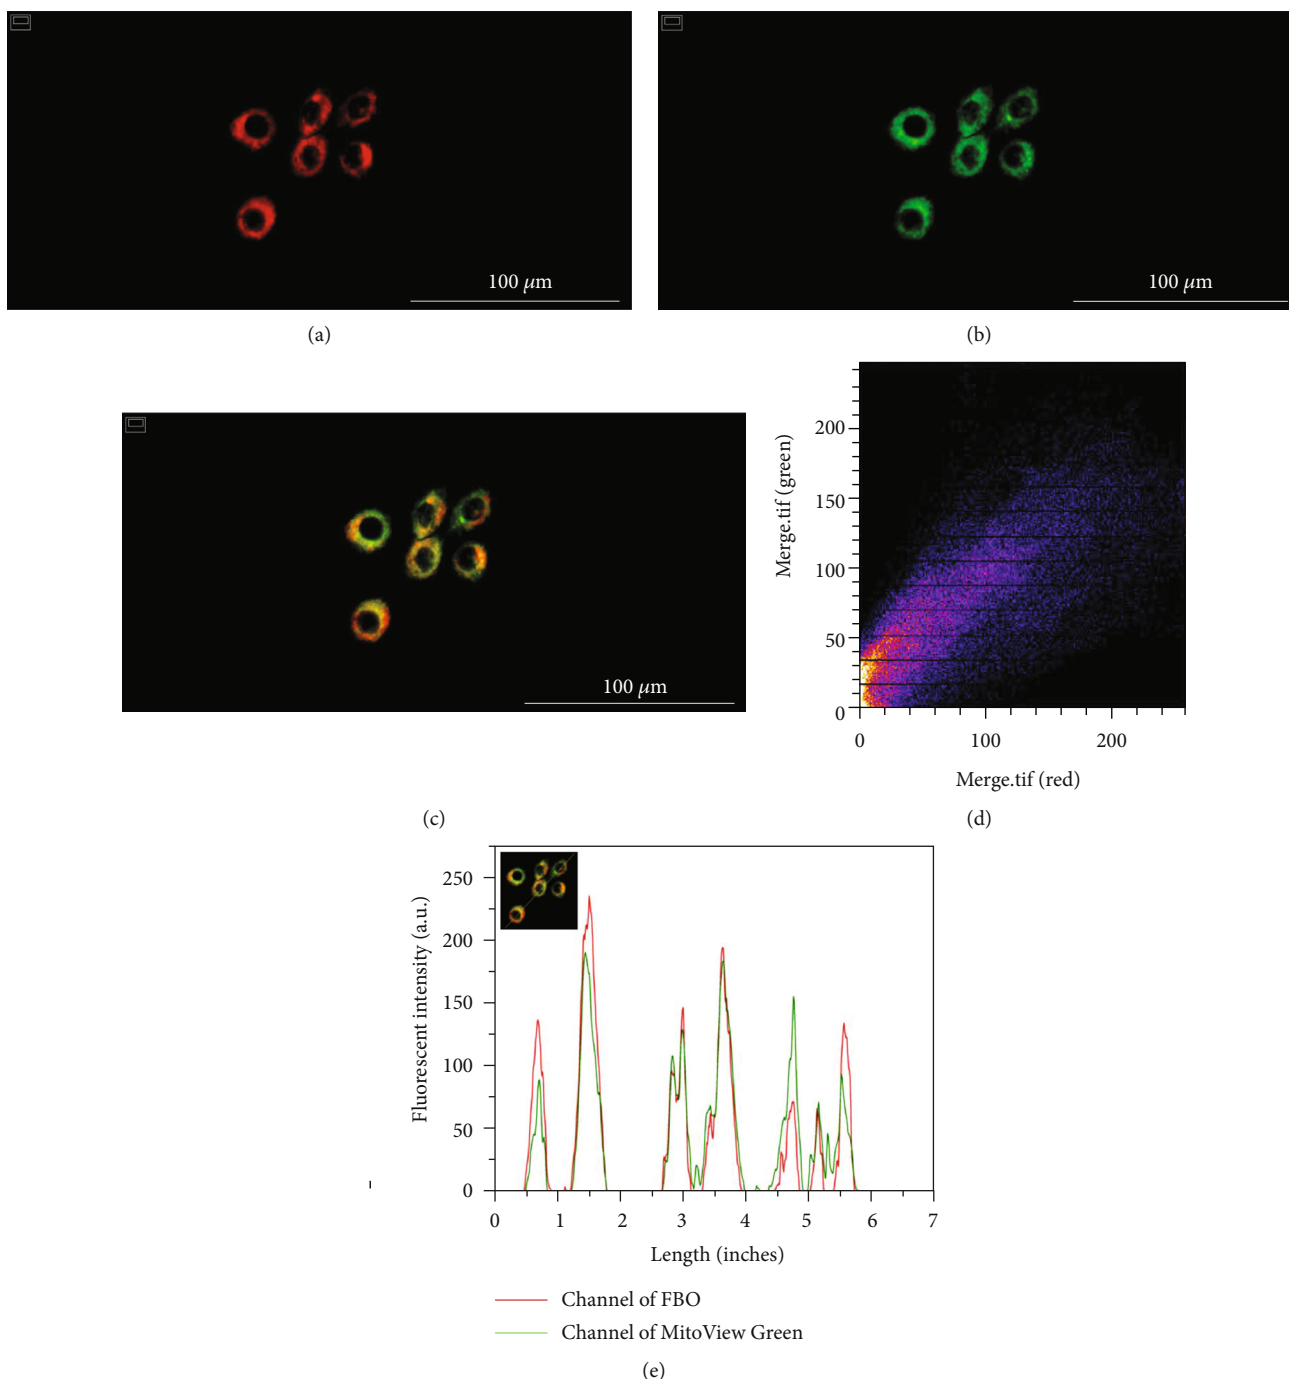 100 μm
100 μm
(a)
(b)
100 μm
(c)
Merge.tif (green)
200
150
100
50
0
0 100 200
Merge.tif (red)
(d)
Fluorescent intensity (a.u.)
250
200
150
100
50
0
0 1 2 3 4 5 6 7
Length (inches)
Channel of FBO
Channel of MitoView Green
(e)